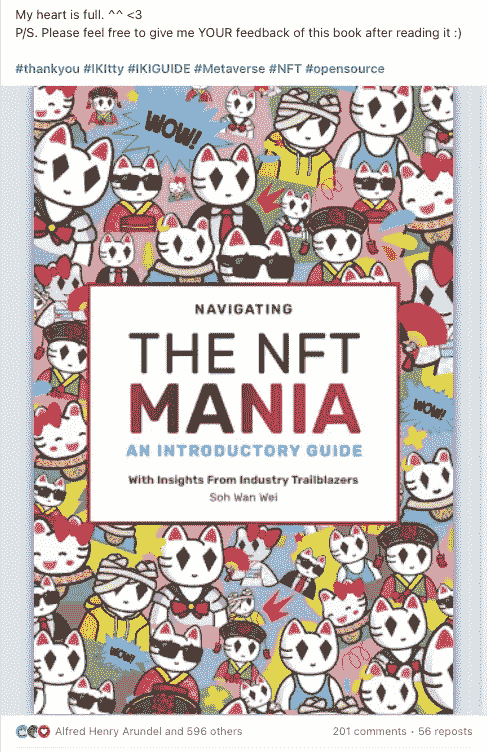 My heart is full. ^^ <3
P/S. Please feel free to give me YOUR feedback of this book after reading it :)
#thankyou #IKItty #IKIGUIDE #Metaverse #NFT #opensource
WOW!
NAVIGATING
THE NFT
MANIA
AN INTRODUCTORY GUIDE
With Insights From Industry Trailblazers
Soh Wan Wei
WOW!
WOW!
Alfred Henry Arundel and 596 others
201 comments • 56 reposts